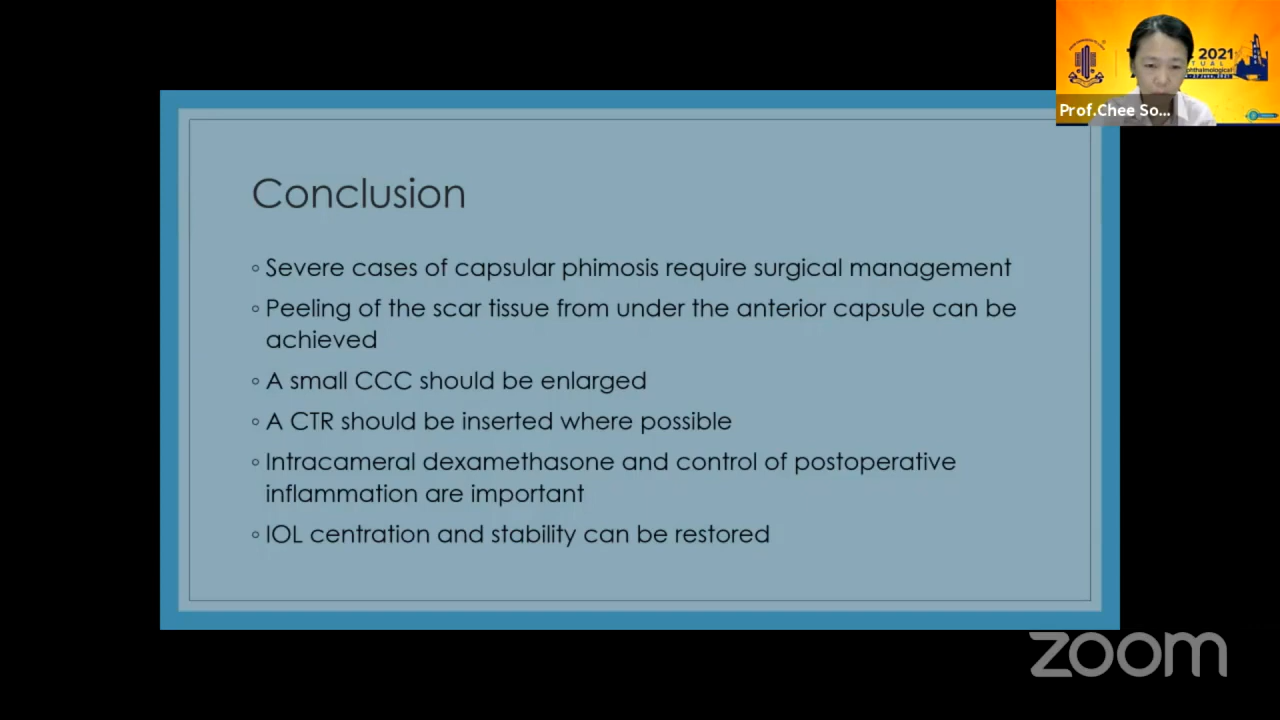 2021
Prof.Chee So...
Conclusion
◦ Severe cases of capsular phimosis require surgical management
◦ Peeling of the scar tissue from under the anterior capsule can be
achieved
◦ A small CCC should be enlarged
◦ A CTR should be inserted where possible
◦ Intracameral dexamethasone and control of postoperative
inflammation are important
◦ IOL centration and stability can be restored
zoom